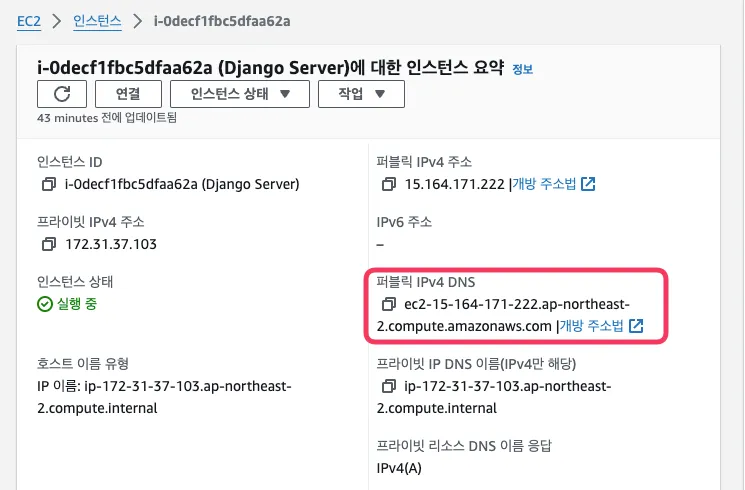 EC2 > 인스턴스 > i-0decf1fbc5dfaa62a
i-0decf1fbc5dfaa62a (Django Server)에 대한 인스턴스 요약 정보
연결 인스턴스 상태 ▼ 작업 ▼
43 minutes 전에 업데이트됨
인스턴스 ID
i-0decf1fbc5dfaa62a (Django Server)
퍼블릭 IPv4 주소
15.164.171.222 |개방 주소법
프라이빗 IPv4 주소
172.31.37.103
IPv6 주소
–
인스턴스 상태
실행 중
퍼블릭 IPv4 DNS
ec2-15-164-171-222.ap-northeast-
2.compute.amazonaws.com |개방 주소법
호스트 이름 유형
IP 이름: ip-172-31-37-103.ap-northeast-
2.compute.internal
프라이빗 IP DNS 이름(IPv4만 해당)
ip-172-31-37-103.ap-northeast-
2.compute.internal
프라이빗 리소스 DNS 이름 응답
IPv4(A)